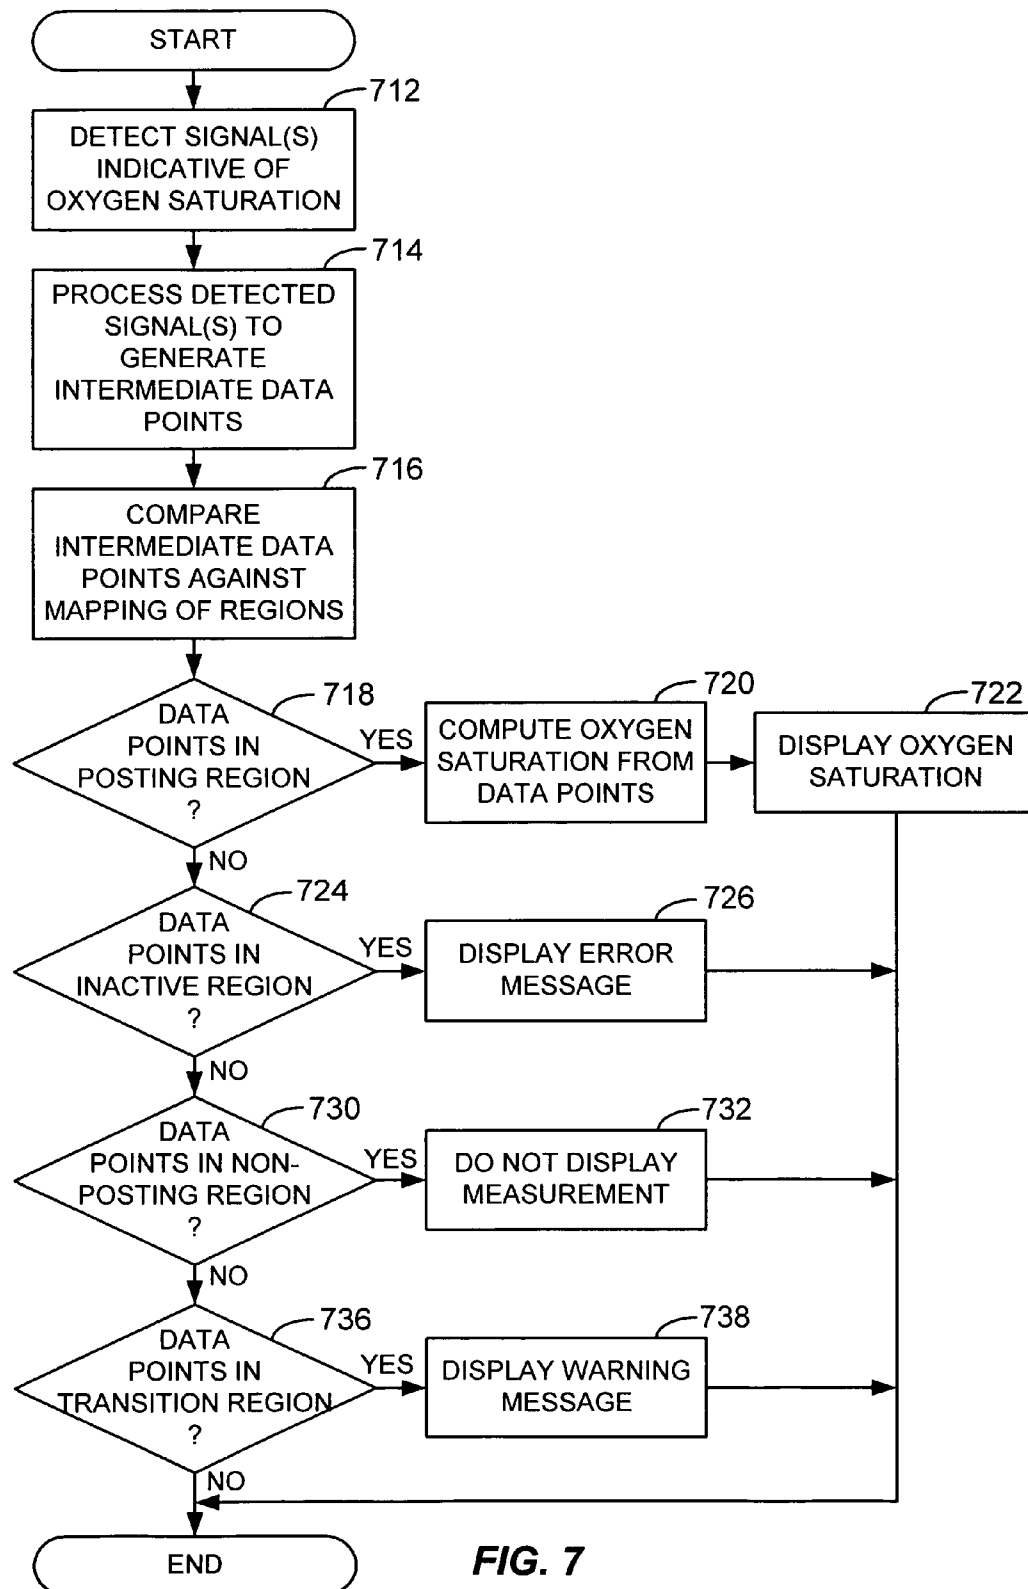 START
712
DETECT SIGNAL(S)
INDICATIVE OF
OXYGEN SATURATION
714
PROCESS DETECTED
SIGNAL(S) TO
GENERATE
INTERMEDIATE DATA
POINTS
716
COMPARE
INTERMEDIATE DATA
POINTS AGAINST
MAPPING OF REGIONS
718
DATA
POINTS IN
POSTING REGION
?
YES
720
COMPUTE OXYGEN
SATURATION FROM
DATA POINTS
722
DISPLAY OXYGEN
SATURATION
NO
724
DATA
POINTS IN
INACTIVE REGION
?
YES
726
DISPLAY ERROR
MESSAGE
NO
730
DATA
POINTS IN NON-
POSTING REGION
?
YES
732
DO NOT DISPLAY
MEASUREMENT
NO
736
DATA
POINTS IN
TRANSITION REGION
?
YES
738
DISPLAY WARNING
MESSAGE
NO
END
FIG. 7